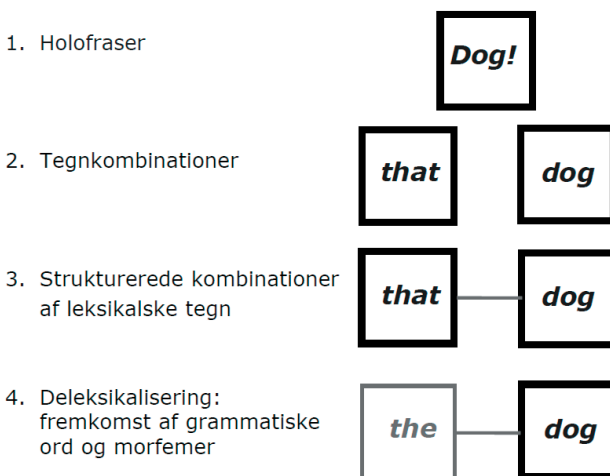 1. Holofraser
Dog!
2. Tegnkombinationer
that dog
3. Strukturerede kombinationer
af leksikalske tegn
that dog
4. Deleksikalisering:
fremkomst af grammatiske
ord og morfemer
the dog